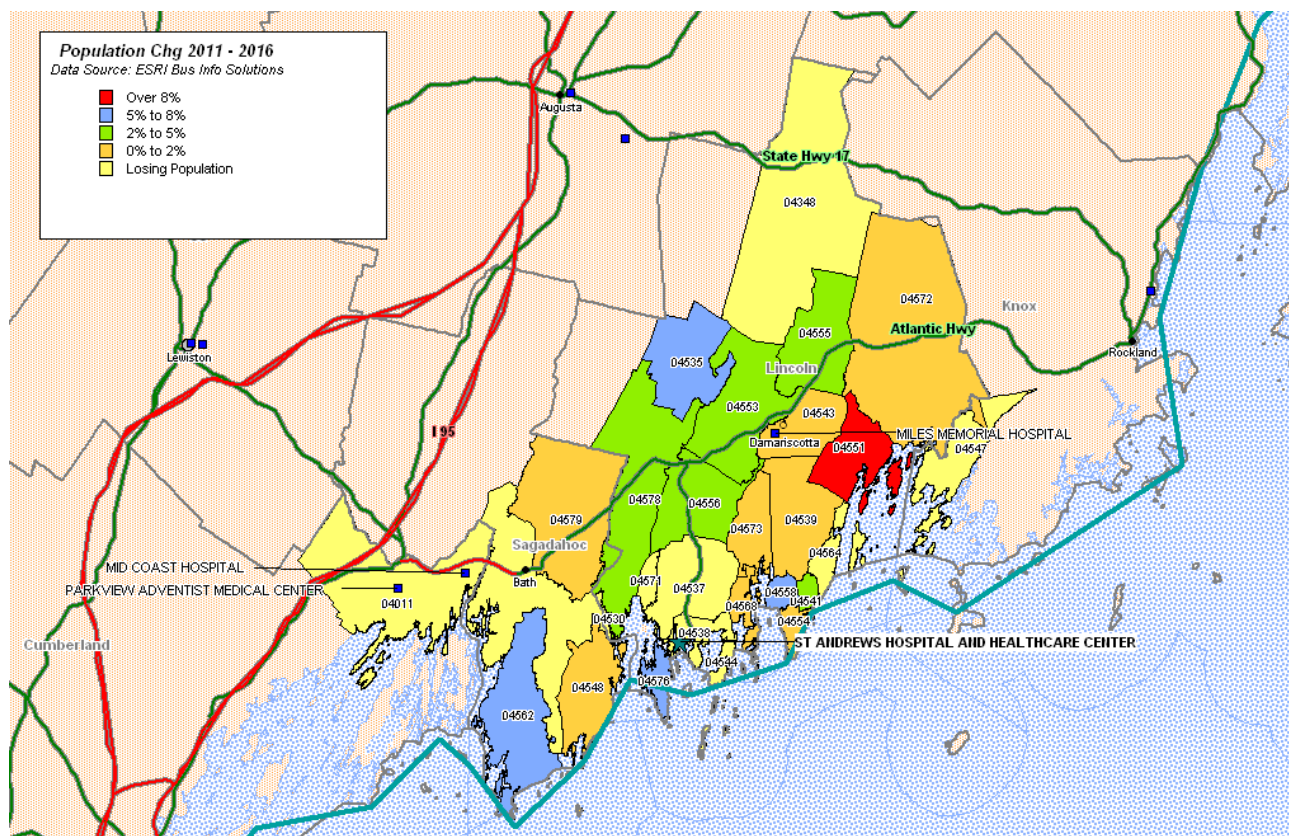 Population Chg 2011 - 2016
Data Source: ESRI Bus Info Solutions
Over 8%
5% to 8%
2% to 5%
0% to 2%
Losing Population
Augusta
State Hwy 17
04348
04572
Knox
Atlantic Hwy
04555
Rockland
Lewiston
04535
Lincoln
04553
04543
I 95
Damariscotta
MILES MEMORIAL HOSPITAL
04551
04547
04578
04556
04579
04573
04539
Sagadahoc
04564
MID COAST HOSPITAL
Bath
04571
04537
PARKVIEW ADVENTIST MEDICAL CENTER
04558
04011
04541
04568
04530
04554
04538
ST ANDREWS HOSPITAL AND HEALTHCARE CENTER
Cumberland
04544
04576
04548
04562